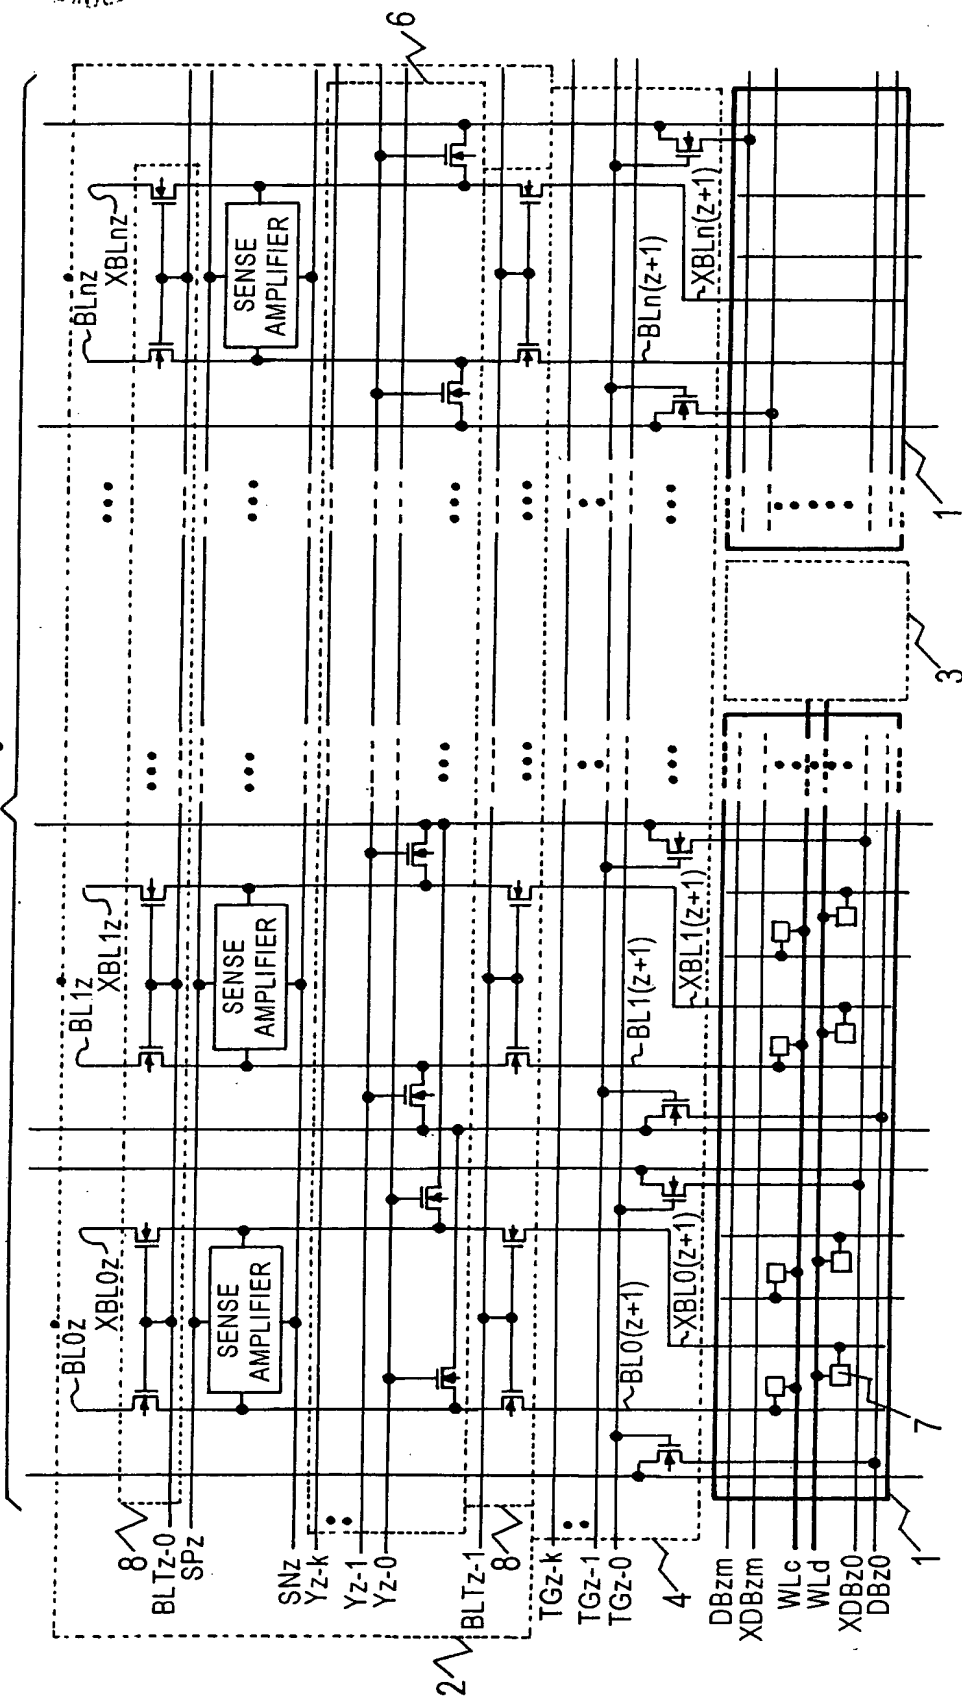 6
BL0z
XBL0z
BL1z
XBL1z
BLnz
XBLnz
8
BLTz-0
SPz
SENSE
AMPLIFIER
SENSE
AMPLIFIER
SENSE
AMPLIFIER
SNz
Yz-k
Yz-1
Yz-0
2
BLTz-1
8
TGz-k
TGz-1
TGz-0
BL0(z+1)
XBL0(z+1)
BL1(z+1)
XBL1(z+1)
BLn(z+1)
XBLn(z+1)
4
DBzm
XDBzm
WLc
WLd
XDBz0
DBz0
1
7
3
1